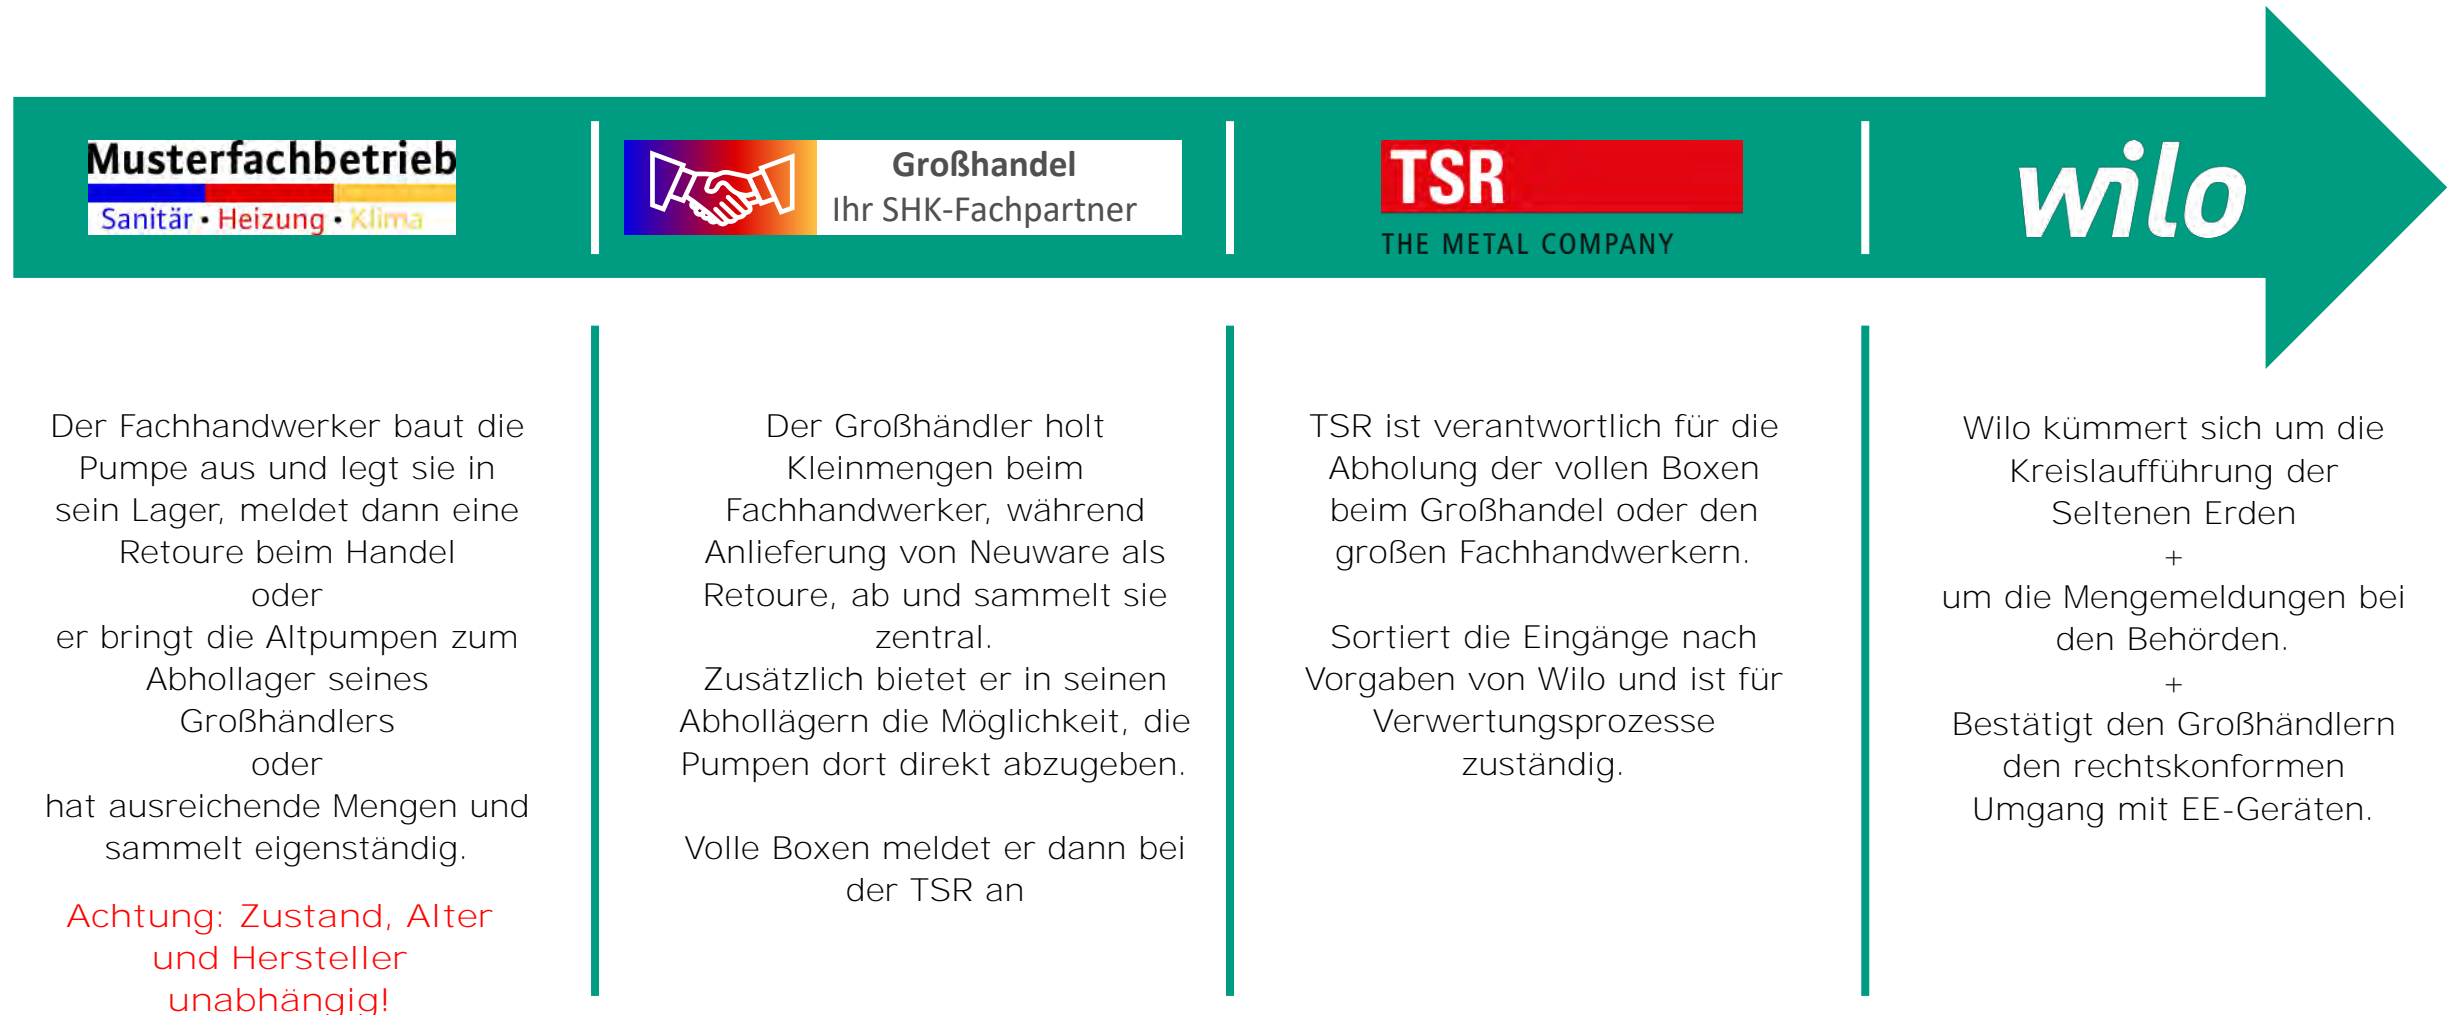 Musterfachbetrieb
Sanitär • Heizung • Klima
Großhandel
Ihr SHK-Fachpartner
TSR
THE METAL COMPANY
wilo
Der Fachhandwerker baut die
Pumpe aus und legt sie in
sein Lager, meldet dann eine
Retoure beim Handel
oder
er bringt die Altpumpen zum
Abhollager seines
Großhändlers
oder
hat ausreichende Mengen und
sammelt eigenständig.
Achtung: Zustand, Alter
und Hersteller
unabhängig!
Der Großhändler holt
Kleinmengen beim
Fachhandwerker, während
Anlieferung von Neuware als
Retoure, ab und sammelt sie
zentral.
Zusätzlich bietet er in seinen
Abhollägern die Möglichkeit, die
Pumpen dort direkt abzugeben.
Volle Boxen meldet er dann bei
der TSR an
TSR ist verantwortlich für die
Abholung der vollen Boxen
beim Großhandel oder den
großen Fachhandwerkern.
Sortiert die Eingänge nach
Vorgaben von Wilo und ist für
Verwertungsprozesse
zuständig.
Wilo kümmert sich um die
Kreislaufführung der
Seltenen Erden
+
um die Mengemeldungen bei
den Behörden.
+
Bestätigt den Großhändlern
den rechtskonformen
Umgang mit EE-Geräten.